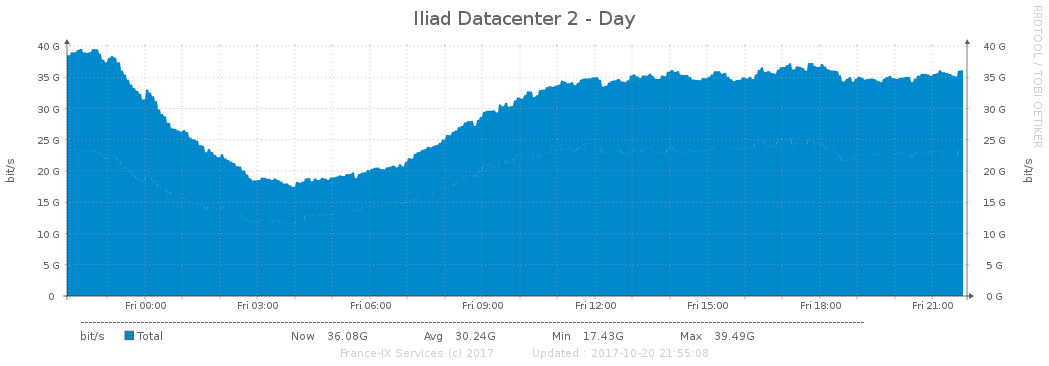 Iliad Datacenter 2 - Day
RRDTOOL / TOBI OETIKER
bit/s
40 G 40 G
35 G 35 G
30 G 30 G
25 G 25 G
20 G 20 G
15 G 15 G
10 G 10 G
5 G 5 G
0 0 G
bit/s
Fri 00:00 Fri 03:00 Fri 06:00 Fri 09:00 Fri 12:00 Fri 15:00 Fri 18:00 Fri 21:00
bit/s Total Now 36.08G Avg 30.24G Min 17.43G Max 39.49G
France-IX Services (c) 2017 Updated : 2017-10-20 21:55:08